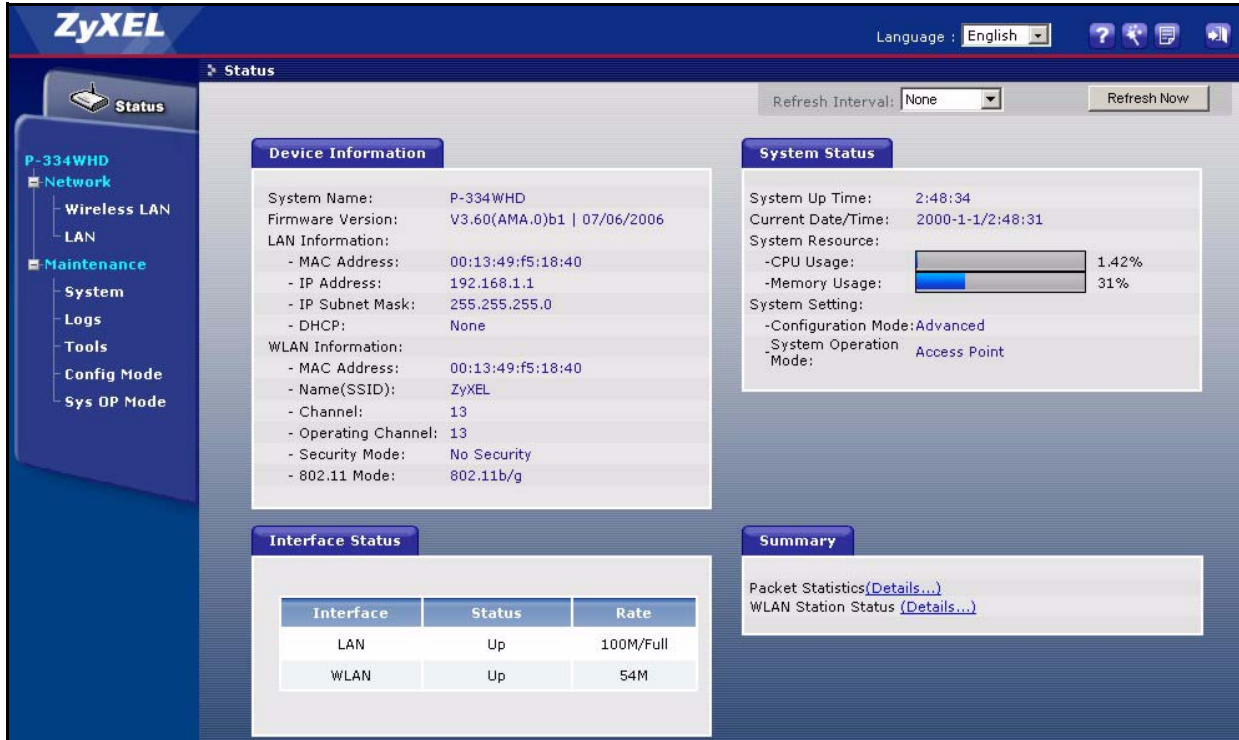 ZyXEL
Language : English
Status
Status
Refresh Interval: None
Refresh Now
P-334WHD
Network
Wireless LAN
LAN
Maintenance
System
Logs
Tools
Config Mode
Sys OP Mode
Device Information
System Name: P-334WHD
Firmware Version: V3.60(AMA.0)b1 | 07/06/2006
LAN Information:
- MAC Address: 00:13:49:f5:18:40
- IP Address: 192.168.1.1
- IP Subnet Mask: 255.255.255.0
- DHCP: None
WLAN Information:
- MAC Address: 00:13:49:f5:18:40
- Name(SSID): ZyXEL
- Channel: 13
- Operating Channel: 13
- Security Mode: No Security
- 802.11 Mode: 802.11b/g
System Status
System Up Time: 2:48:34
Current Date/Time: 2000-1-1/2:48:31
System Resource:
-CPU Usage: 1.42%
-Memory Usage: 31%
System Setting:
-Configuration Mode:Advanced
-System Operation Mode: Access Point
Interface Status
Interface Status Rate
LAN Up 100M/Full
WLAN Up 54M
Summary
Packet Statistics(Details...)
WLAN Station Status (Details...)